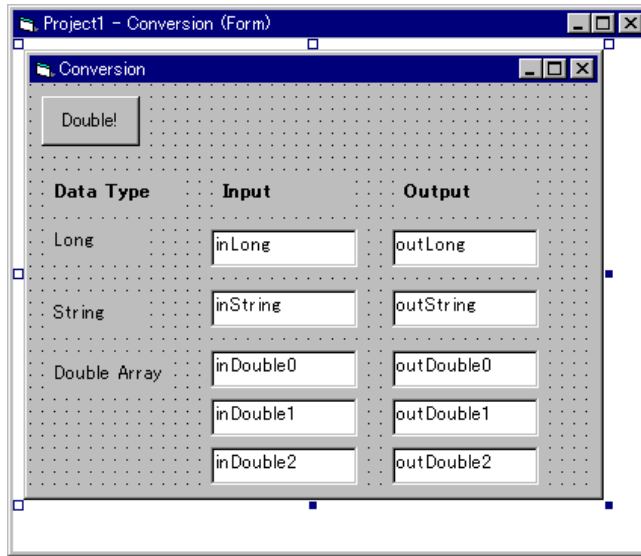 Project1 - Conversion (Form)
Conversion
Double!
Data Type Input Output
Long inLong outLong
String inString outString
Double Array inDouble0 outDouble0
inDouble1 outDouble1
inDouble2 outDouble2